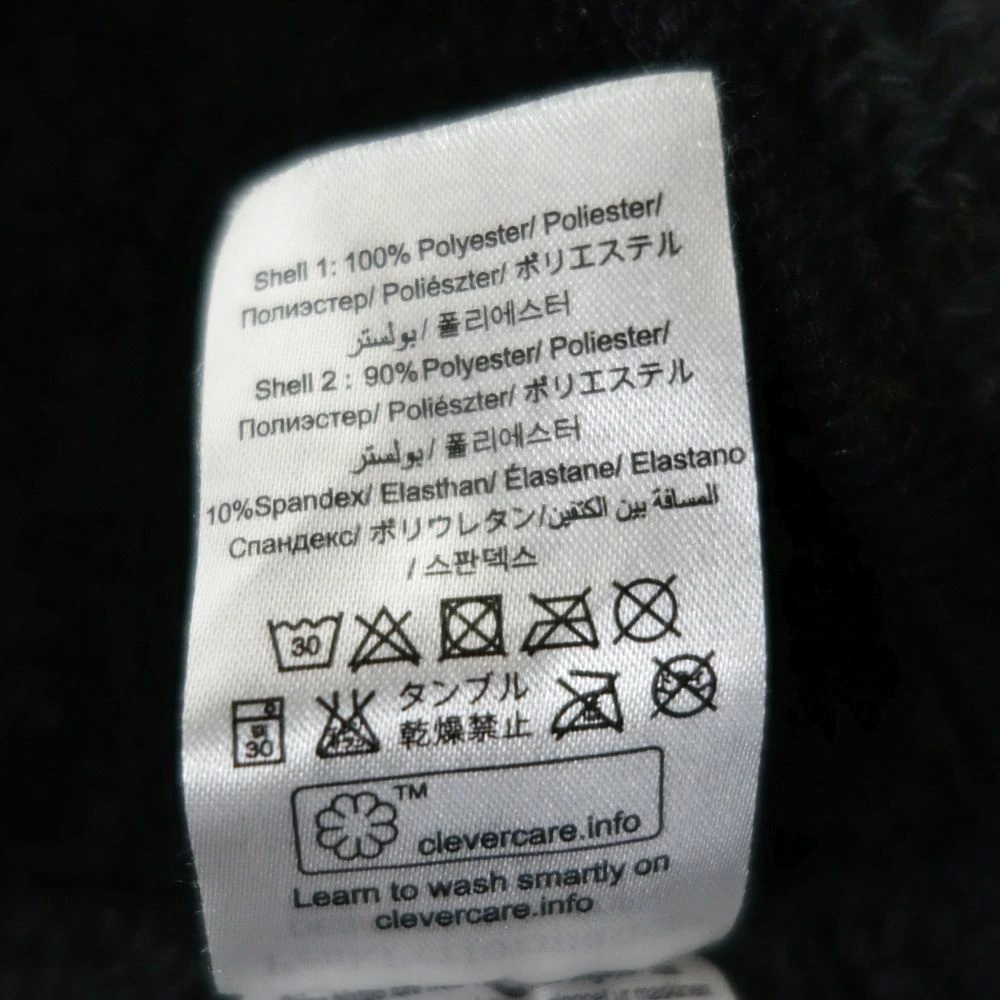 Shell 1: 100% Polyester/ Poliester/
Полиэстер/ Poliészter/ ポリエステル
بولستر / 폴리에스터
Shell 2 : 90% Polyester/ Poliester/
Полиэстер/ Poliészter/ ポリエステル
بولستر / 폴리에스터
10%Spandex/ Elasthan/ Élastane/ Elastano
Спандекс/ ポリウレタン/المسافة بين الكتفين
/ 스판덱스
30
30
タンブル
乾燥禁止
TM
clevercare.info
Learn to wash smartly on
clevercare.info